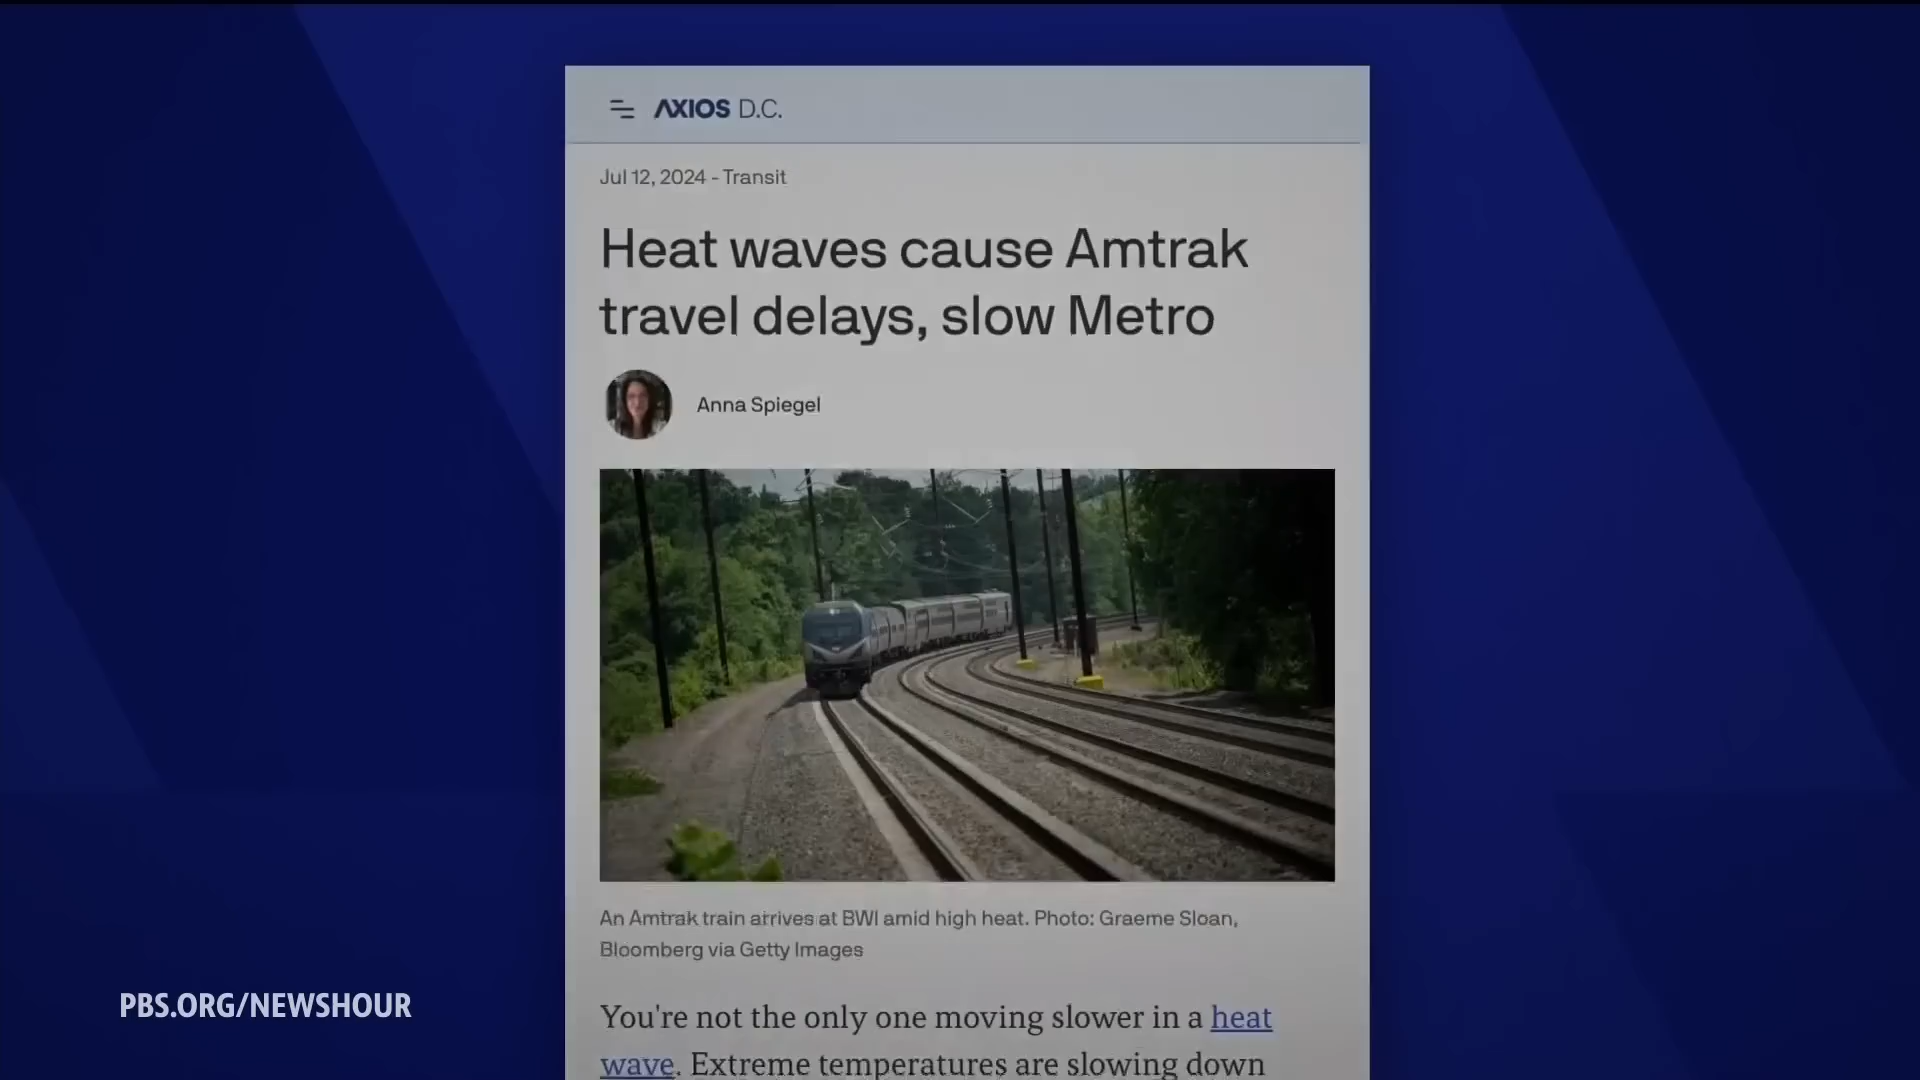 AXIOS D.C.
Jul 12, 2024 - Transit
Heat waves cause Amtrak
travel delays, slow Metro
Anna Spiegel
An Amtrak train arrives at BWI amid high heat. Photo: Graeme Sloan,
Bloomberg via Getty Images
You're not the only one moving slower in a heat
wave. Extreme temperatures are slowing down
PBS.ORG/NEWSHOUR